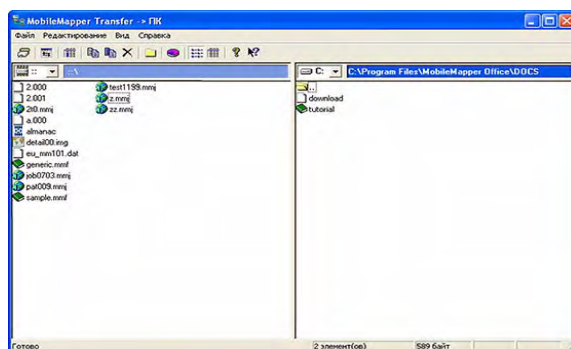 MobileMapper Transfer -> ПК
Файл Редактирование Вид Справка
:: ::\
C: C:\Program Files\MobileMapper Office\DOCS
2.000
2.001
2t0.mmj
a.000
almanac
detail00.img
eu_mm101.dat
generic.mmf
job0703.mmj
pat009.mmj
sample.mmf
test1199.mmj
z.mmj
zz.mmj
..
download
tutorial
Готово
2 элемент(ов) 589 байт